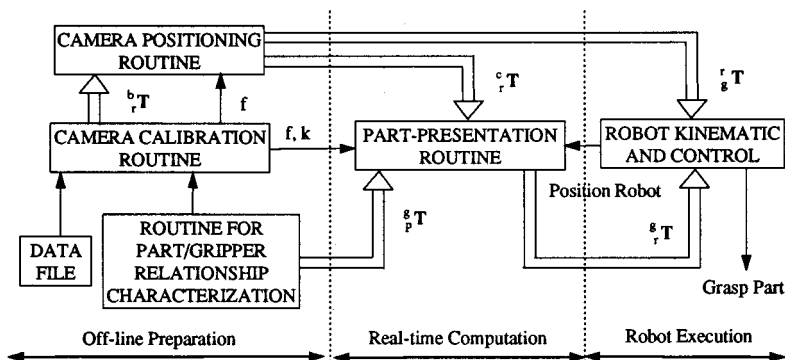 CAMERA POSITIONING
ROUTINE
b
r T
f
c
r T
r
g T
CAMERA CALIBRATION
ROUTINE
f, k
PART-PRESENTATION
ROUTINE
ROBOT KINEMATIC
AND CONTROL
Position Robot
DATA
FILE
ROUTINE FOR
PART/GRIPPER
RELATIONSHIP
CHARACTERIZATION
g
p T
g
r T
Grasp Part
Off-line Preparation
Real-time Computation
Robot Execution